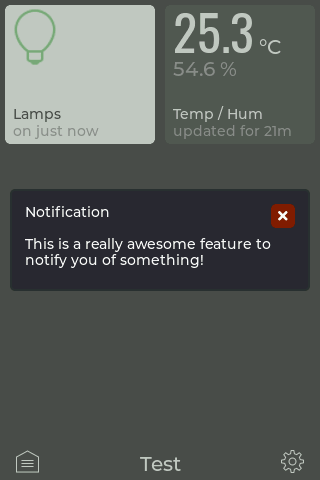 25.3 °C
54.6 %
Lamps
on just now
Temp / Hum
updated for 21m
Notification
This is a really awesome feature to
notify you of something!
Test